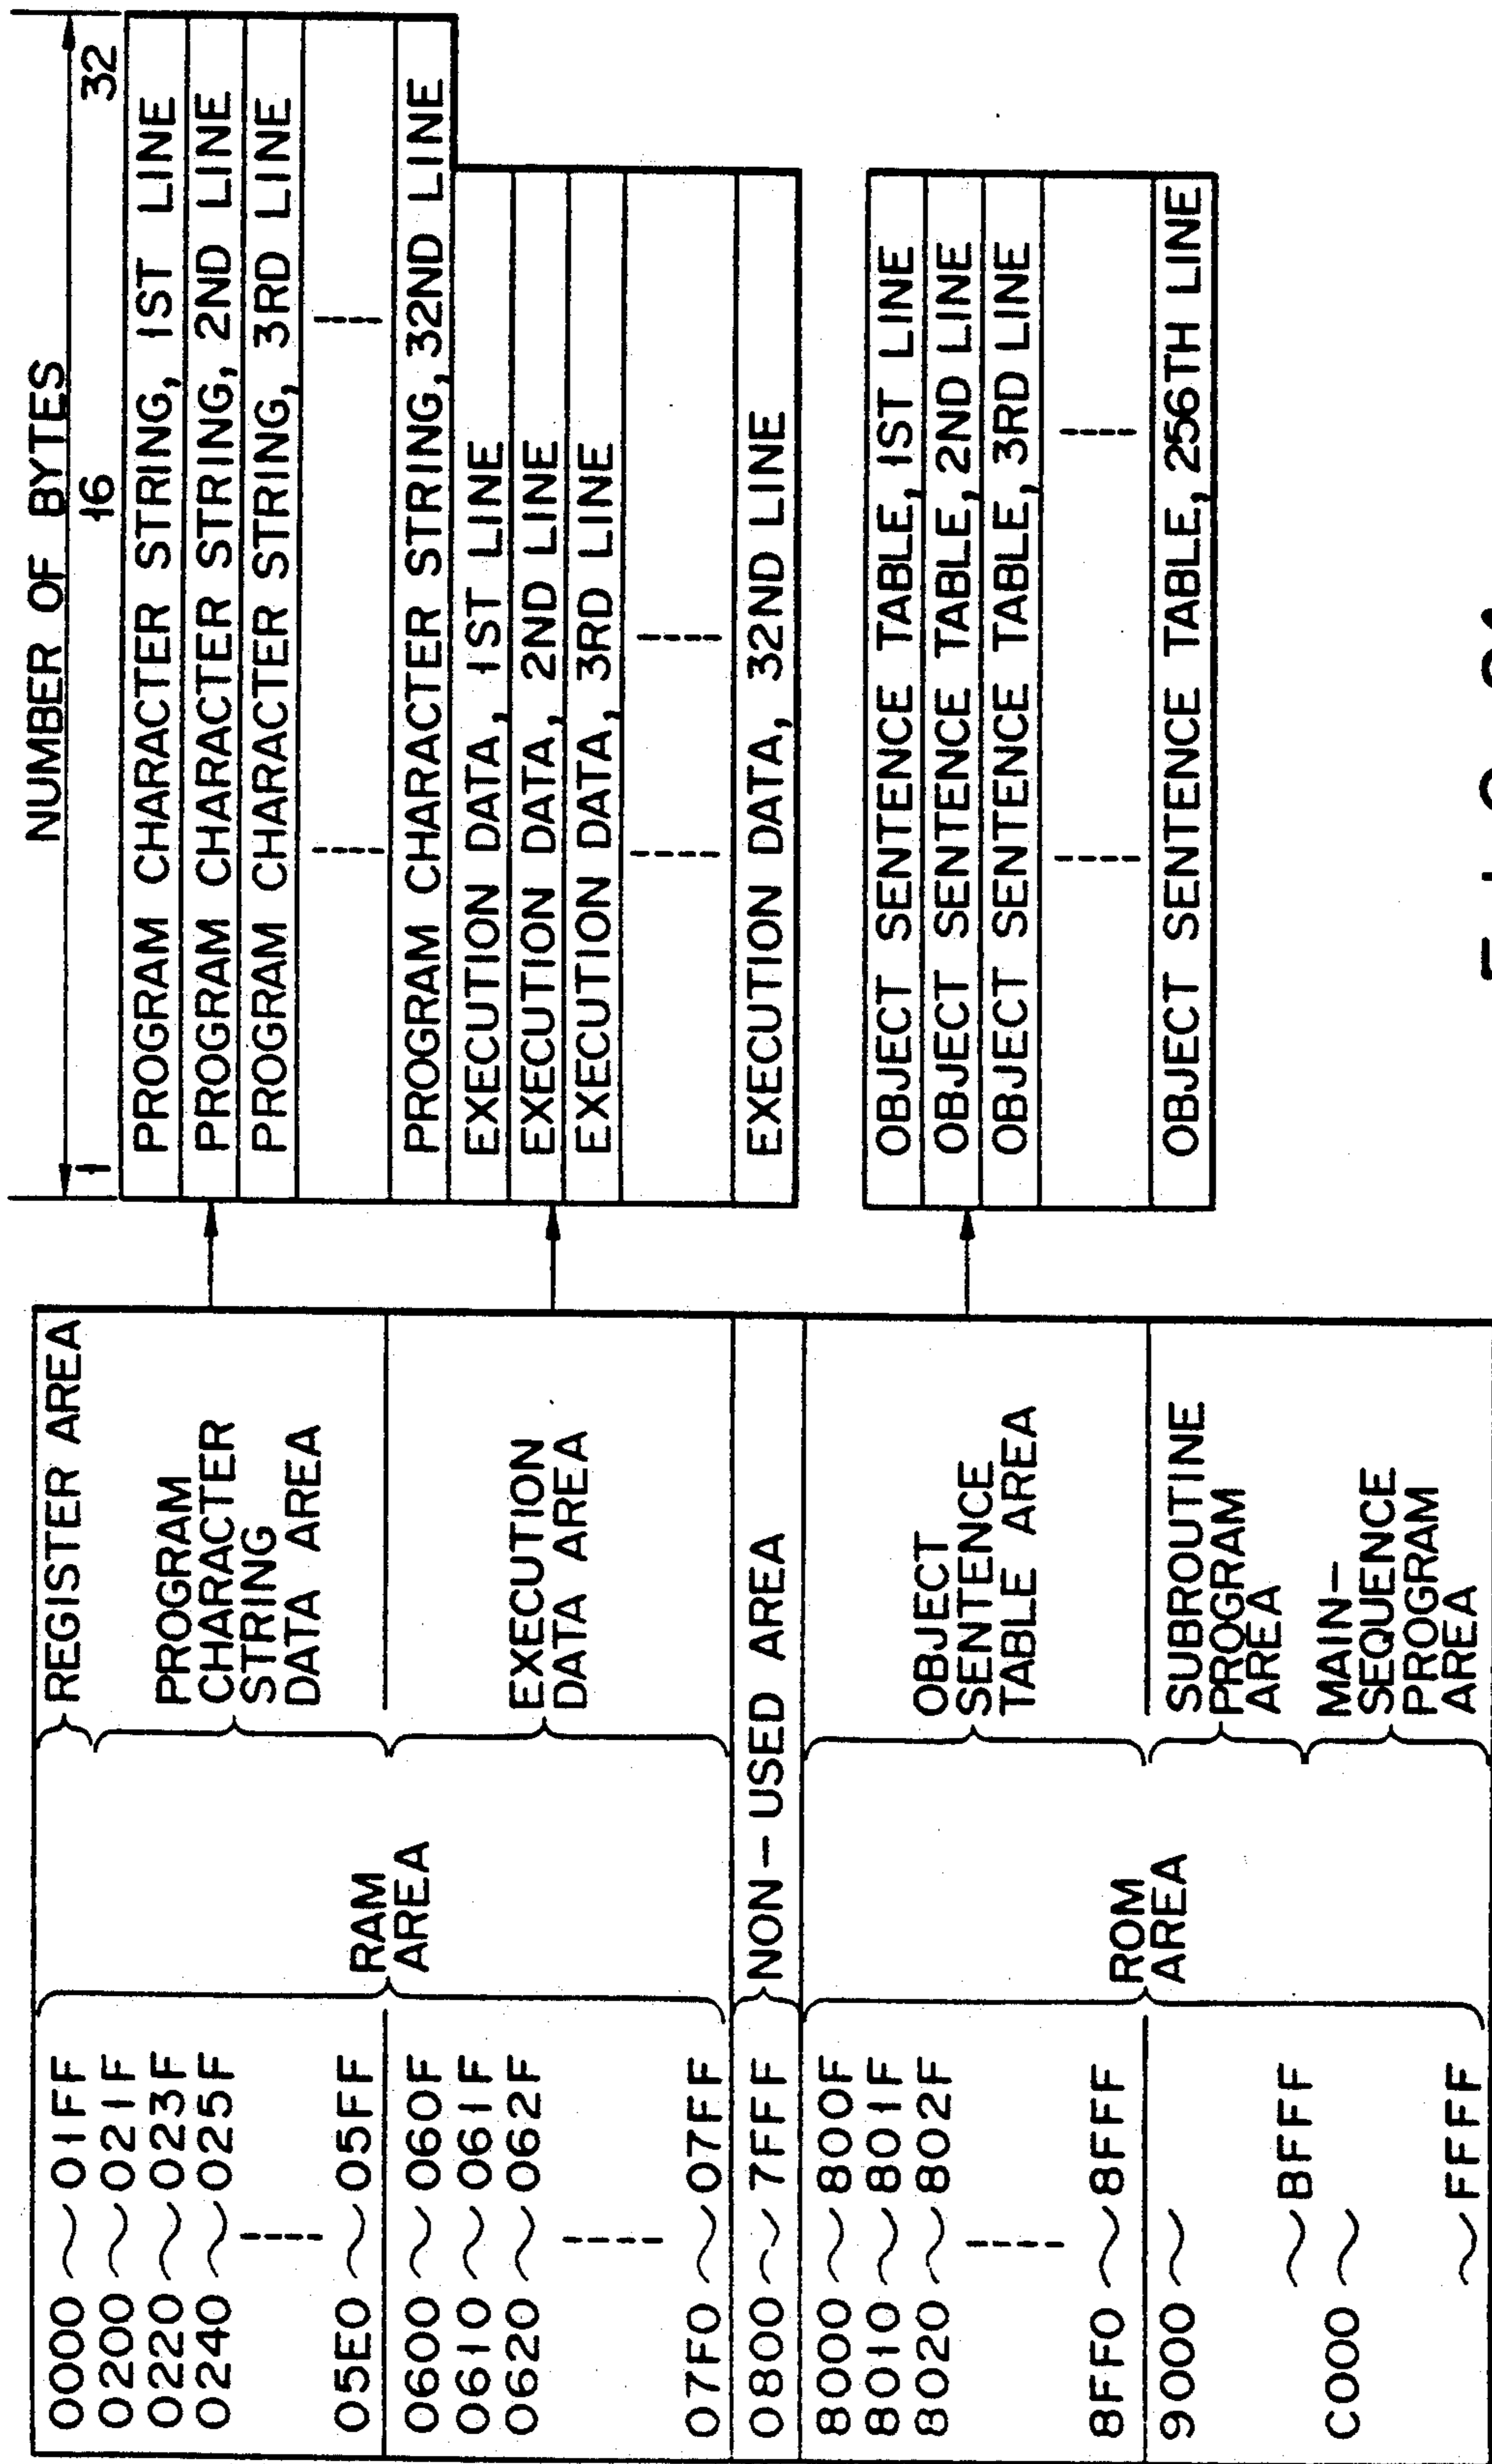 NUMBER OF BYTES
1 16 32
0000 ~ 01FF
0200 ~ 021F
0220 ~ 023F
0240 ~ 025F
05E0 ~ 05FF
0600 ~ 060F
0610 ~ 061F
0620 ~ 062F
07F0 ~ 07FF
0800 ~ 7FFF
8000 ~ 800F
8010 ~ 801F
8020 ~ 802F
8FF0 ~ 8FFF
9000 ~
~ BFFF
C000 ~
~ FFFF
RAM
AREA
NON-USED AREA
ROM
AREA
REGISTER AREA
PROGRAM
CHARACTER
STRING
DATA AREA
EXECUTION
DATA AREA
OBJECT
SENTENCE
TABLE AREA
SUBROUTINE
PROGRAM
AREA
MAIN-
SEQUENCE
PROGRAM
AREA
PROGRAM CHARACTER STRING, 1ST LINE
PROGRAM CHARACTER STRING, 2ND LINE
PROGRAM CHARACTER STRING, 3RD LINE
PROGRAM CHARACTER STRING, 32ND LINE
EXECUTION DATA, 1ST LINE
EXECUTION DATA, 2ND LINE
EXECUTION DATA, 3RD LINE
EXECUTION DATA, 32ND LINE
OBJECT SENTENCE TABLE, 1ST LINE
OBJECT SENTENCE TABLE, 2ND LINE
OBJECT SENTENCE TABLE, 3RD LINE
OBJECT SENTENCE TABLE, 256TH LINE